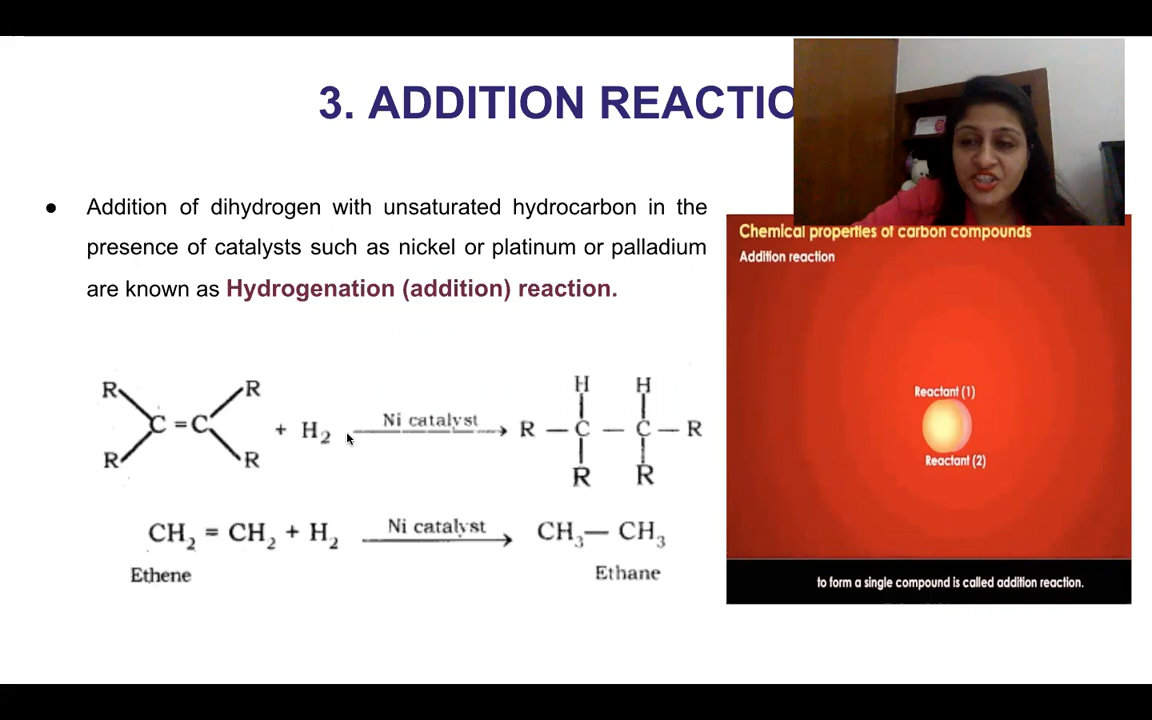 3. ADDITION REACTIO
● Addition of dihydrogen with unsaturated hydrocarbon in the
presence of catalysts such as nickel or platinum or palladium
are known as Hydrogenation (addition) reaction.
Chemical properties of carbon compounds
Addition reaction
Reactant (1)
Reactant (2)
to form a single compound is called addition reaction.
R R H H
C = C + H₂ Ni catalyst R — C — C — R
R R R R
CH₂ = CH₂ + H₂ Ni catalyst CH₃— CH₃
Ethene Ethane